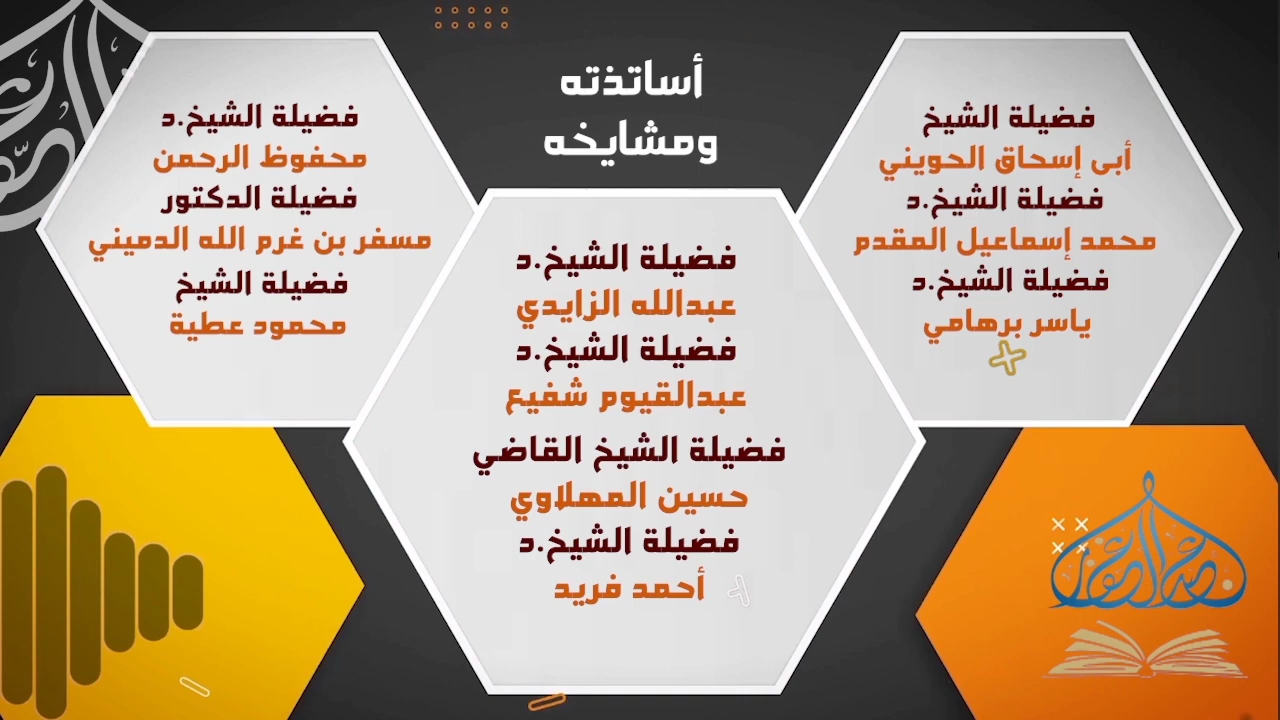 أساتذته
ومشايخه
فضيلة الشيخ
أبى إسحاق الحويني
فضيلة الشيخ.د
محمد إسماعيل المقدم
فضيلة الشيخ.د
ياسر برهامي
فضيلة الشيخ.د
عبدالله الزايدي
فضيلة الشيخ.د
عبدالقيوم شفيع
فضيلة الشيخ القاضي
حسين المهلاوي
فضيلة الشيخ.د
أحمد فريد
فضيلة الشيخ.د
محفوظ الرحمن
فضيلة الدكتور
مسفر بن غرم الله الدميني
فضيلة الشيخ
محمود عطية